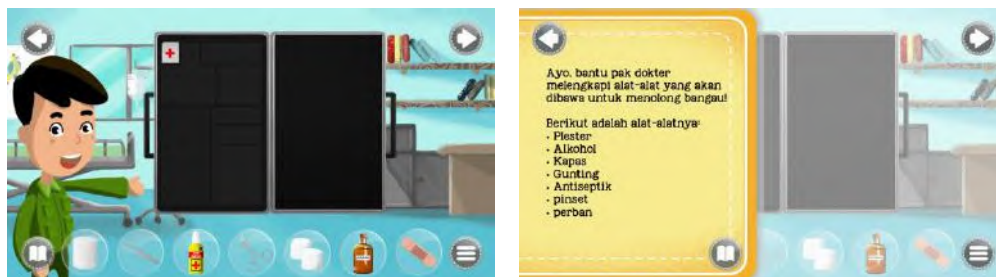 Ayo, bantu pak dokter
melengkapi alat-alat yang akan
dibawa untuk menolong bangau!
Berikut adalah alat-alatnya:
• Plester
• Alkohol
• Kapas
• Gunting
• Antiseptik
• pinset
• perban